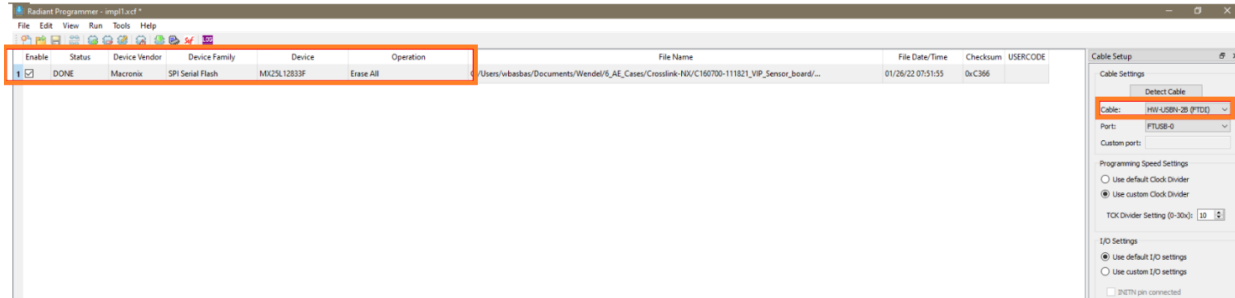 Radiant Programmer - impl1.xcf *
File Edit View Run Tools Help
LOG
Enable Status Device Vendor Device Family Device Operation File Name File Date/Time Checksum USERCODE
1 DONE Macronix SPI Serial Flash MX25L12833F Erase All /Users/wbasbas/Documents/Wendel/6_AE_Cases/Crosslink-NX/C160700-111821_VIP_Sensor_board/... 01/26/22 07:51:55 0xC366
Cable Setup
Cable Settings
Detect Cable
Cable: HW-USBN-2B (FTDI)
Port: FTUSB-0
Custom port:
Programming Speed Settings
Use default Clock Divider
Use custom Clock Divider
TCK Divider Setting (0-30x): 10
I/O Settings
Use default I/O settings
Use custom I/O settings
INITN pin connected